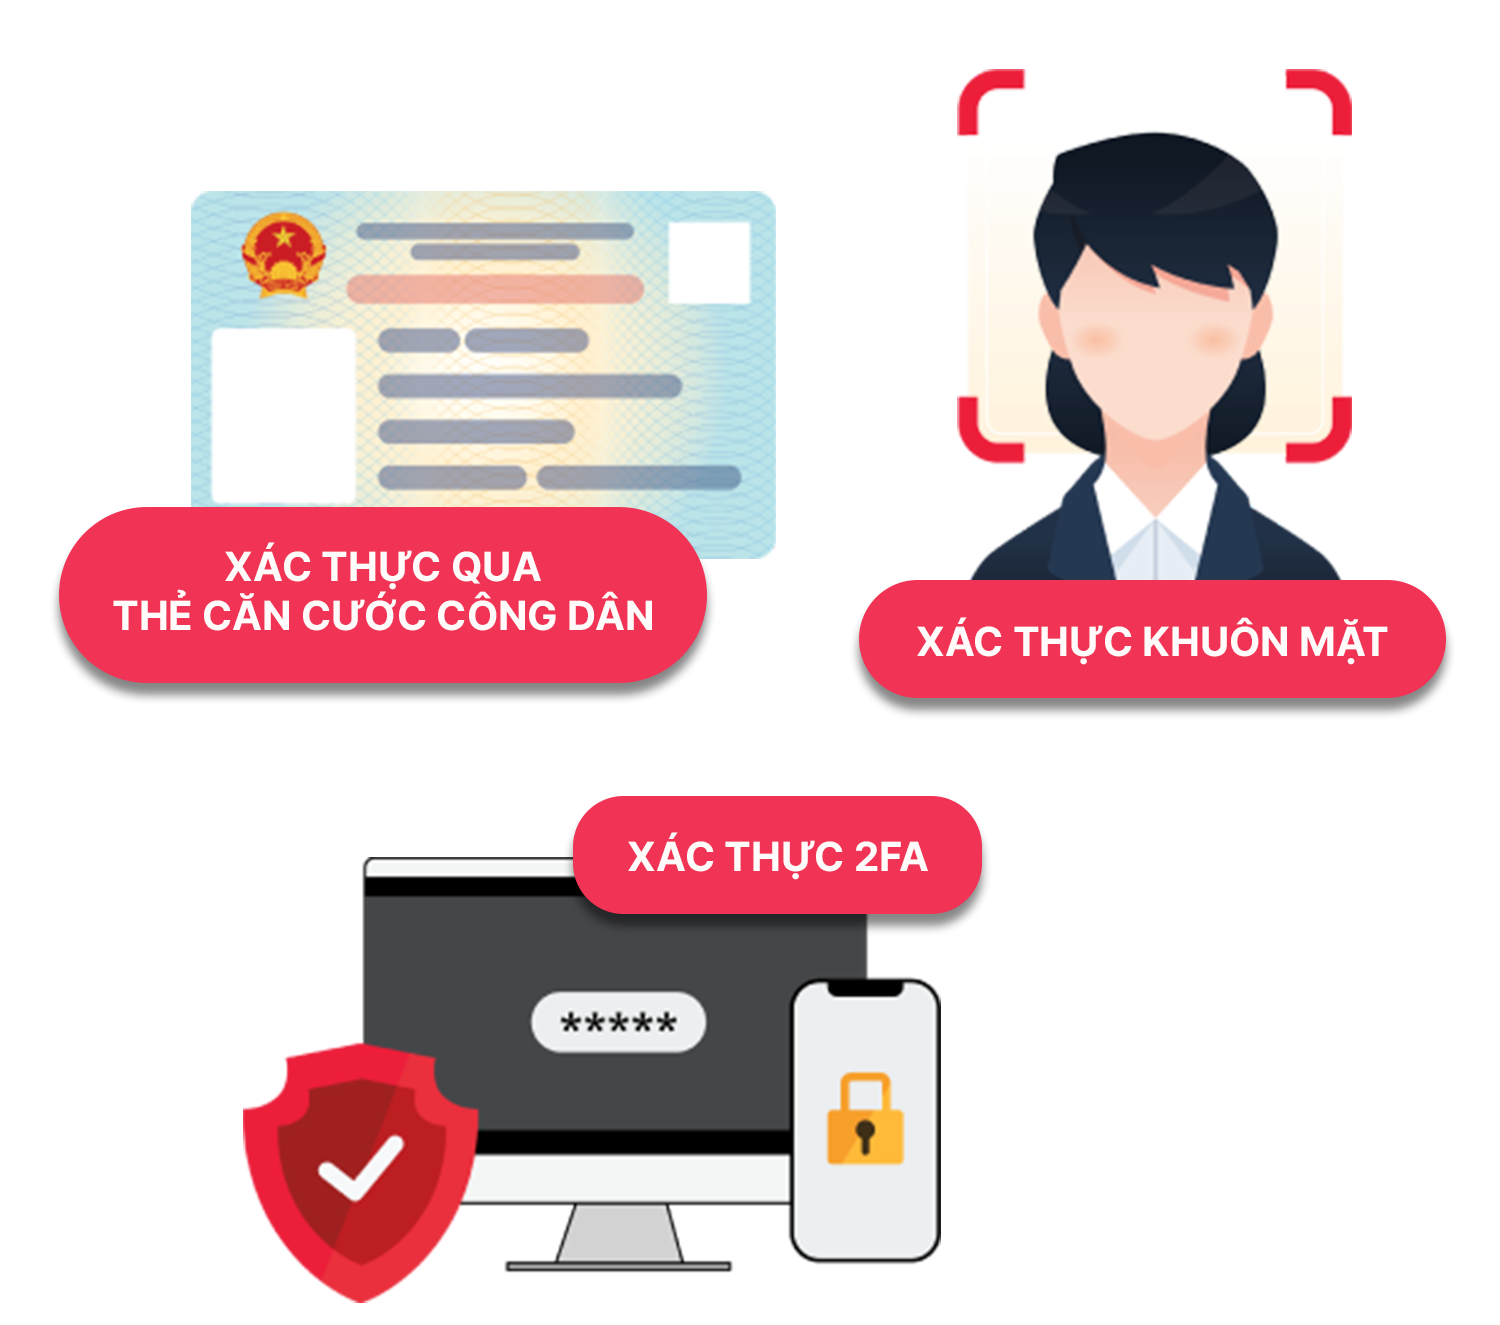 XÁC THỰC QUA
THẺ CĂN CƯỚC CÔNG DÂN
XÁC THỰC KHUÔN MẶT
XÁC THỰC 2FA
*****